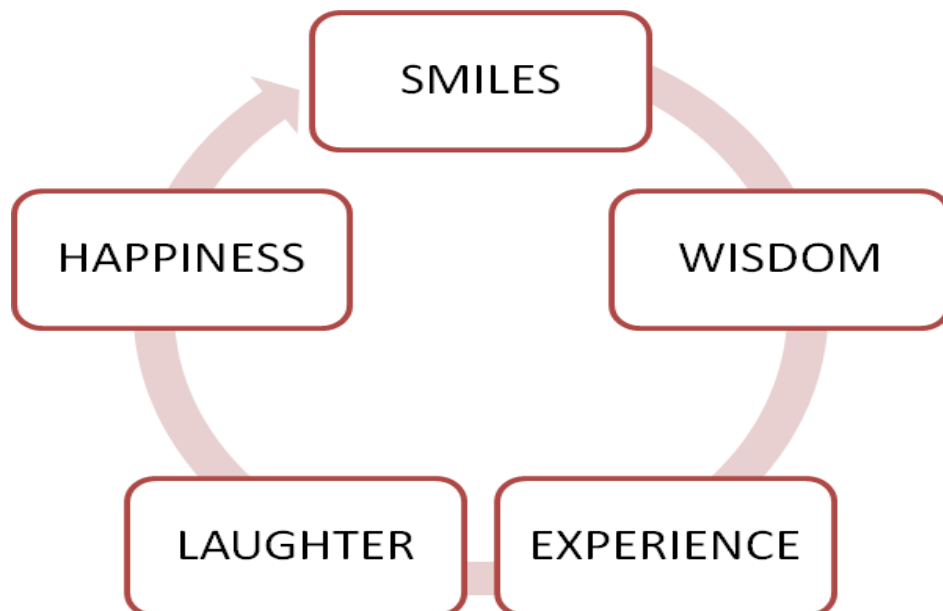 SMILES
WISDOM
EXPERIENCE
LAUGHTER
HAPPINESS